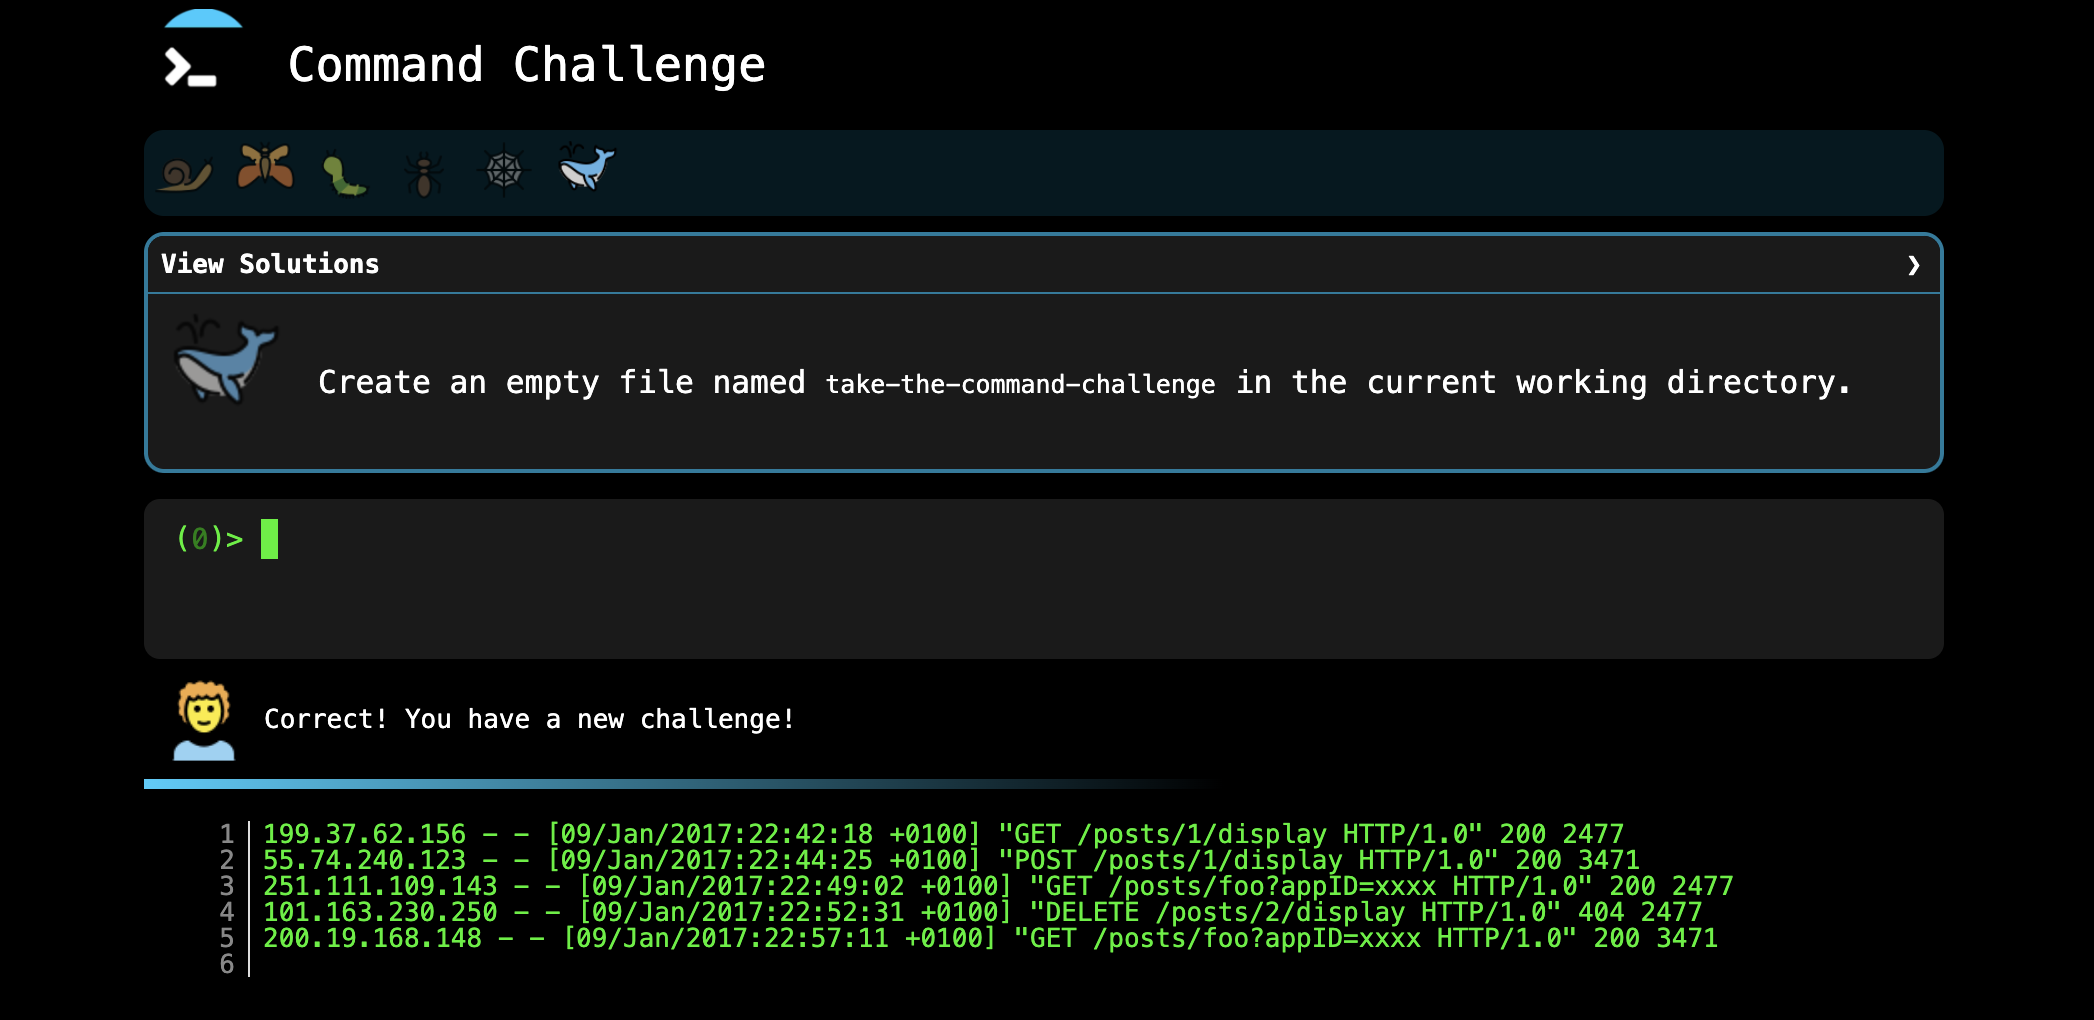 Command Challenge
View Solutions ❯
Create an empty file named take-the-command-challenge in the current working directory.
(0)>
Correct! You have a new challenge!
1 199.37.62.156 - - [09/Jan/2017:22:42:18 +0100] "GET /posts/1/display HTTP/1.0" 200 2477
2 55.74.240.123 - - [09/Jan/2017:22:44:25 +0100] "POST /posts/1/display HTTP/1.0" 200 3471
3 251.111.109.143 - - [09/Jan/2017:22:49:02 +0100] "GET /posts/foo?appID=xxxx HTTP/1.0" 200 2477
4 101.163.230.250 - - [09/Jan/2017:22:52:31 +0100] "DELETE /posts/2/display HTTP/1.0" 404 2477
5 200.19.168.148 - - [09/Jan/2017:22:57:11 +0100] "GET /posts/foo?appID=xxxx HTTP/1.0" 200 3471
6